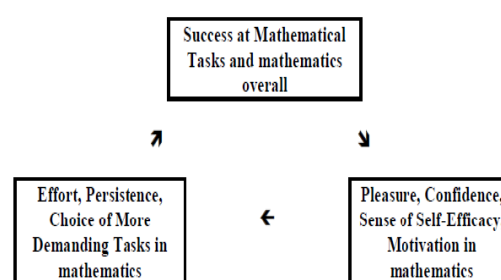 Success at Mathematical
Tasks and mathematics
overall
Effort, Persistence,
Choice of More
Demanding Tasks in
mathematics
Pleasure, Confidence,
Sense of Self-Efficacy
Motivation in
mathematics